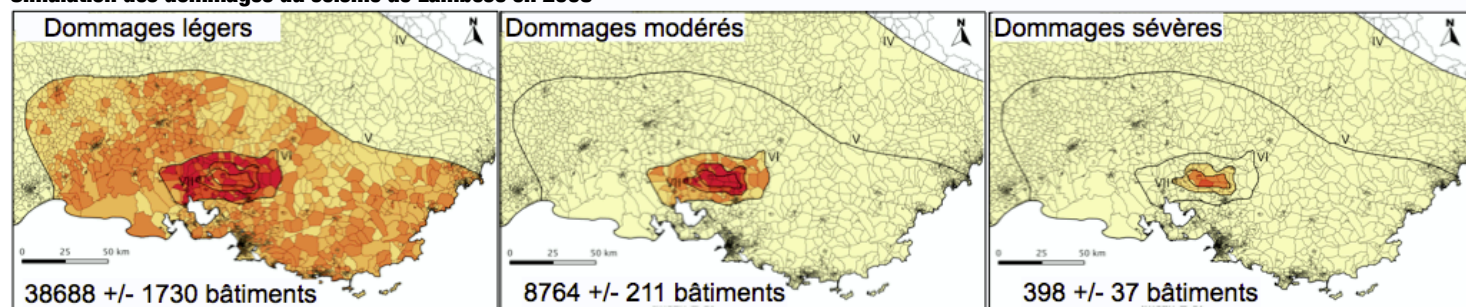 Dommages légers
IV
N
V
VI
VII
0 25 50 km
38688 +/- 1730 bâtiments
Dommages modérés
IV
N
V
VI
VII
0 25 50 km
8764 +/- 211 bâtiments
Dommages sévères
IV
N
V
VI
VII
0 25 50 km
398 +/- 37 bâtiments